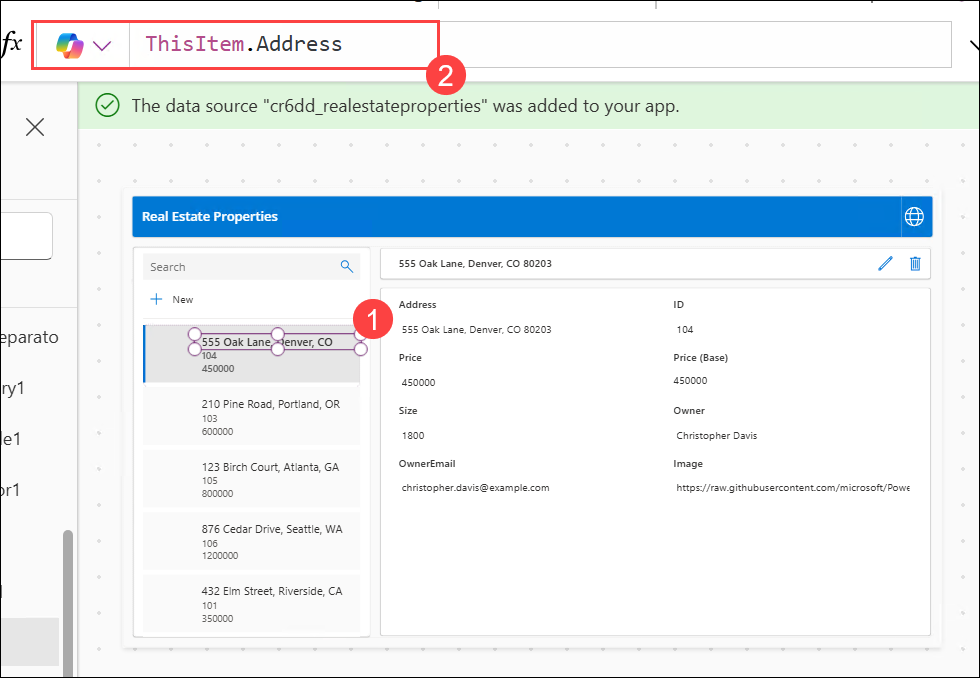 fx
ThisItem.Address
2
The data source "cr6dd_realestateproperties" was added to your app.
Real Estate Properties
Search
555 Oak Lane, Denver, CO 80203
New
1
Address
ID
555 Oak Lane, Denver, CO 80203
104
555 Oak Lane, Denver, CO
104
450000
Price
Price (Base)
450000
450000
eparato
ry1
210 Pine Road, Portland, OR
103
600000
Size
Owner
1800
Christopher Davis
le1
123 Birch Court, Atlanta, GA
105
800000
OwnerEmail
Image
christopher.davis@example.com
https://raw.githubusercontent.com/microsoft/Powe
or1
876 Cedar Drive, Seattle, WA
106
1200000
432 Elm Street, Riverside, CA
101
350000